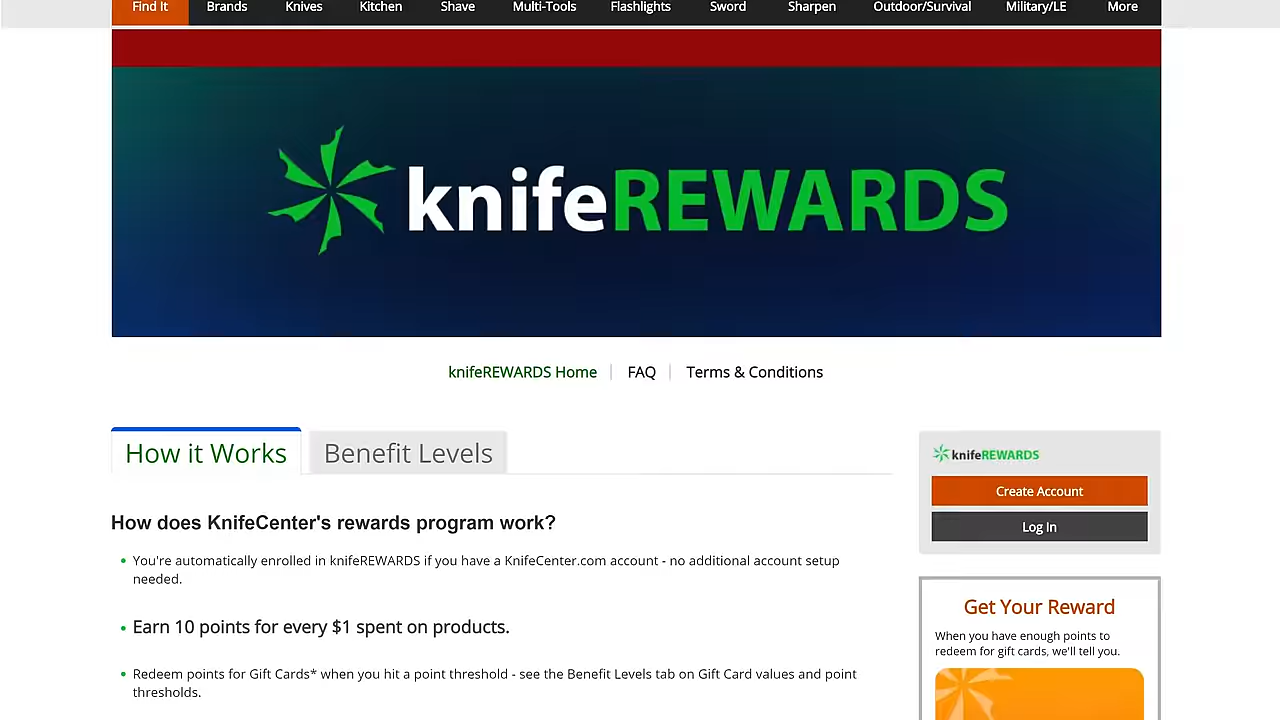 Find It Brands Knives Kitchen Shave Multi-Tools Flashlights Sword Sharpen Outdoor/Survival Military/LE More
knifeREWARDS
knifeREWARDS Home FAQ Terms & Conditions
How it Works Benefit Levels
How does KnifeCenter's rewards program work?
You're automatically enrolled in knifeREWARDS if you have a KnifeCenter.com account - no additional account setup
needed.
Earn 10 points for every $1 spent on products.
Redeem points for Gift Cards* when you hit a point threshold - see the Benefit Levels tab on Gift Card values and point
thresholds.
knifeREWARDS
Create Account
Log In
Get Your Reward
When you have enough points to
redeem for gift cards, we'll tell you.